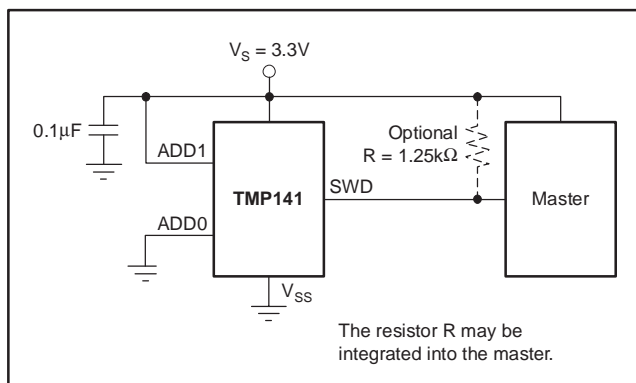 V_S = 3.3V
0.1μF
Optional
R = 1.25kΩ
ADD1
TMP141
SWD
Master
ADD0
V_SS
The resistor R may be
integrated into the master.